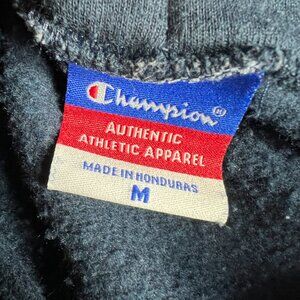 Champion®
AUTHENTIC
ATHLETIC APPAREL
MADE IN HONDURAS
M